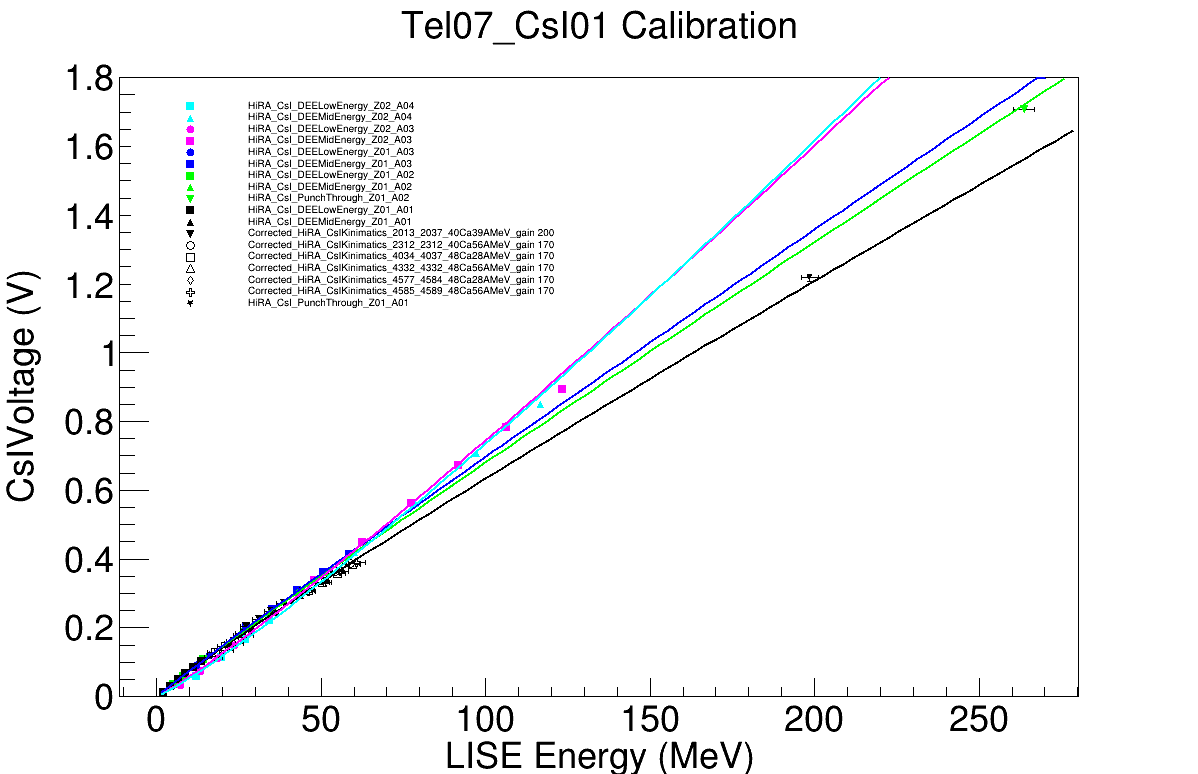 Tel07_CsI01 Calibration
CsIVoltage (V)
1.8
1.6
1.4
1.2
1
0.8
0.6
0.4
0.2
0
HiRA_CsI_DEELowEnergy_Z02_A04
HiRA_CsI_DEEMidEnergy_Z02_A04
HiRA_CsI_DEELowEnergy_Z02_A03
HiRA_CsI_DEEMidEnergy_Z02_A03
HiRA_CsI_DEELowEnergy_Z01_A03
HiRA_CsI_DEEMidEnergy_Z01_A03
HiRA_CsI_DEELowEnergy_Z01_A02
HiRA_CsI_DEEMidEnergy_Z01_A02
HiRA_CsI_PunchThrough_Z01_A02
HiRA_CsI_DEELowEnergy_Z01_A01
HiRA_CsI_DEEMidEnergy_Z01_A01
Corrected_HiRA_CsIKinimatics_2013_2037_40Ca39AMeV_gain 200
Corrected_HiRA_CsIKinimatics_2312_2312_40Ca56AMeV_gain 170
Corrected_HiRA_CsIKinimatics_4034_4037_48Ca28AMeV_gain 170
Corrected_HiRA_CsIKinimatics_4332_4332_48Ca56AMeV_gain 170
Corrected_HiRA_CsIKinimatics_4577_4584_48Ca28AMeV_gain 170
Corrected_HiRA_CsIKinimatics_4585_4589_48Ca56AMeV_gain 170
HiRA_CsI_PunchThrough_Z01_A01
0 50 100 150 200 250
LISE Energy (MeV)